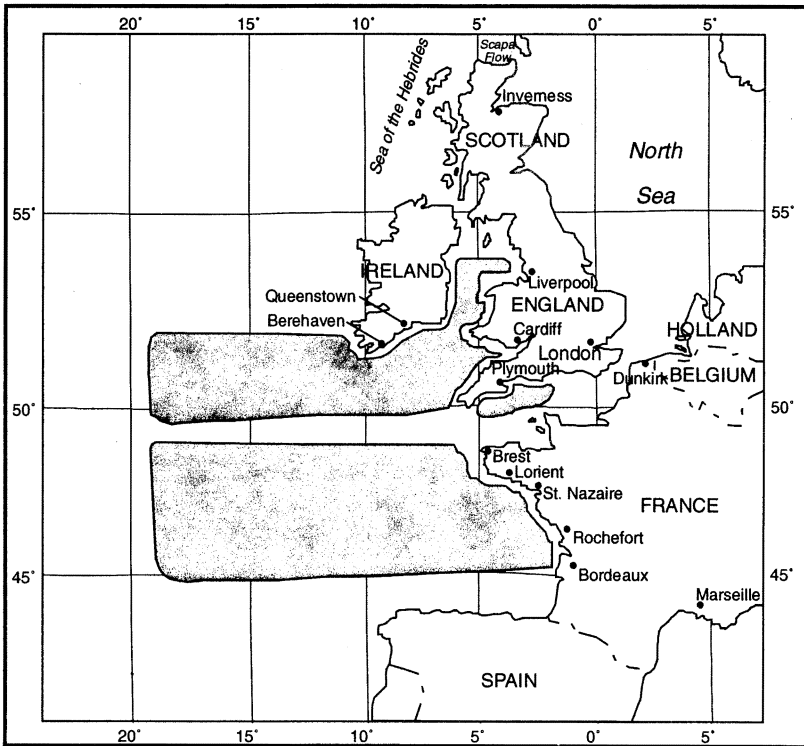 20° 15° 10° 5° 0° 5°
Scapa
Flow
Sea of the Hebrides
Inverness
SCOTLAND
North
Sea
55° 55°
IRELAND
Liverpool
Queenstown
ENGLAND
Berehaven
Cardiff
HOLLAND
London
Plymouth
Dunkirk
BELGIUM
50° 50°
Brest
Lorient
St. Nazaire
FRANCE
Rochefort
45° 45°
Bordeaux
Marseille
SPAIN
20° 15° 10° 5° 0° 5°